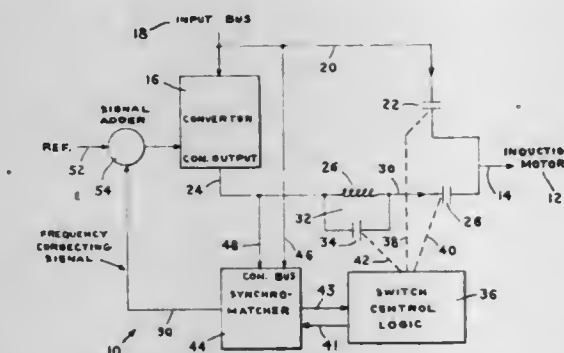 18
INPUT BUS
20
16
SIGNAL
ADDER
CONVERTOR
22
REF.
52
54
CON. OUTPUT
24
26
30
INDUCTION
MOTOR
14
12
32
28
34
FREQUENCY
CORRECTING
SIGNAL
48
46
42
38
40
CON. BUS
SYNCHRO-
MATCHER
43
41
SWITCH
CONTROL
LOGIC
36
50
10
44